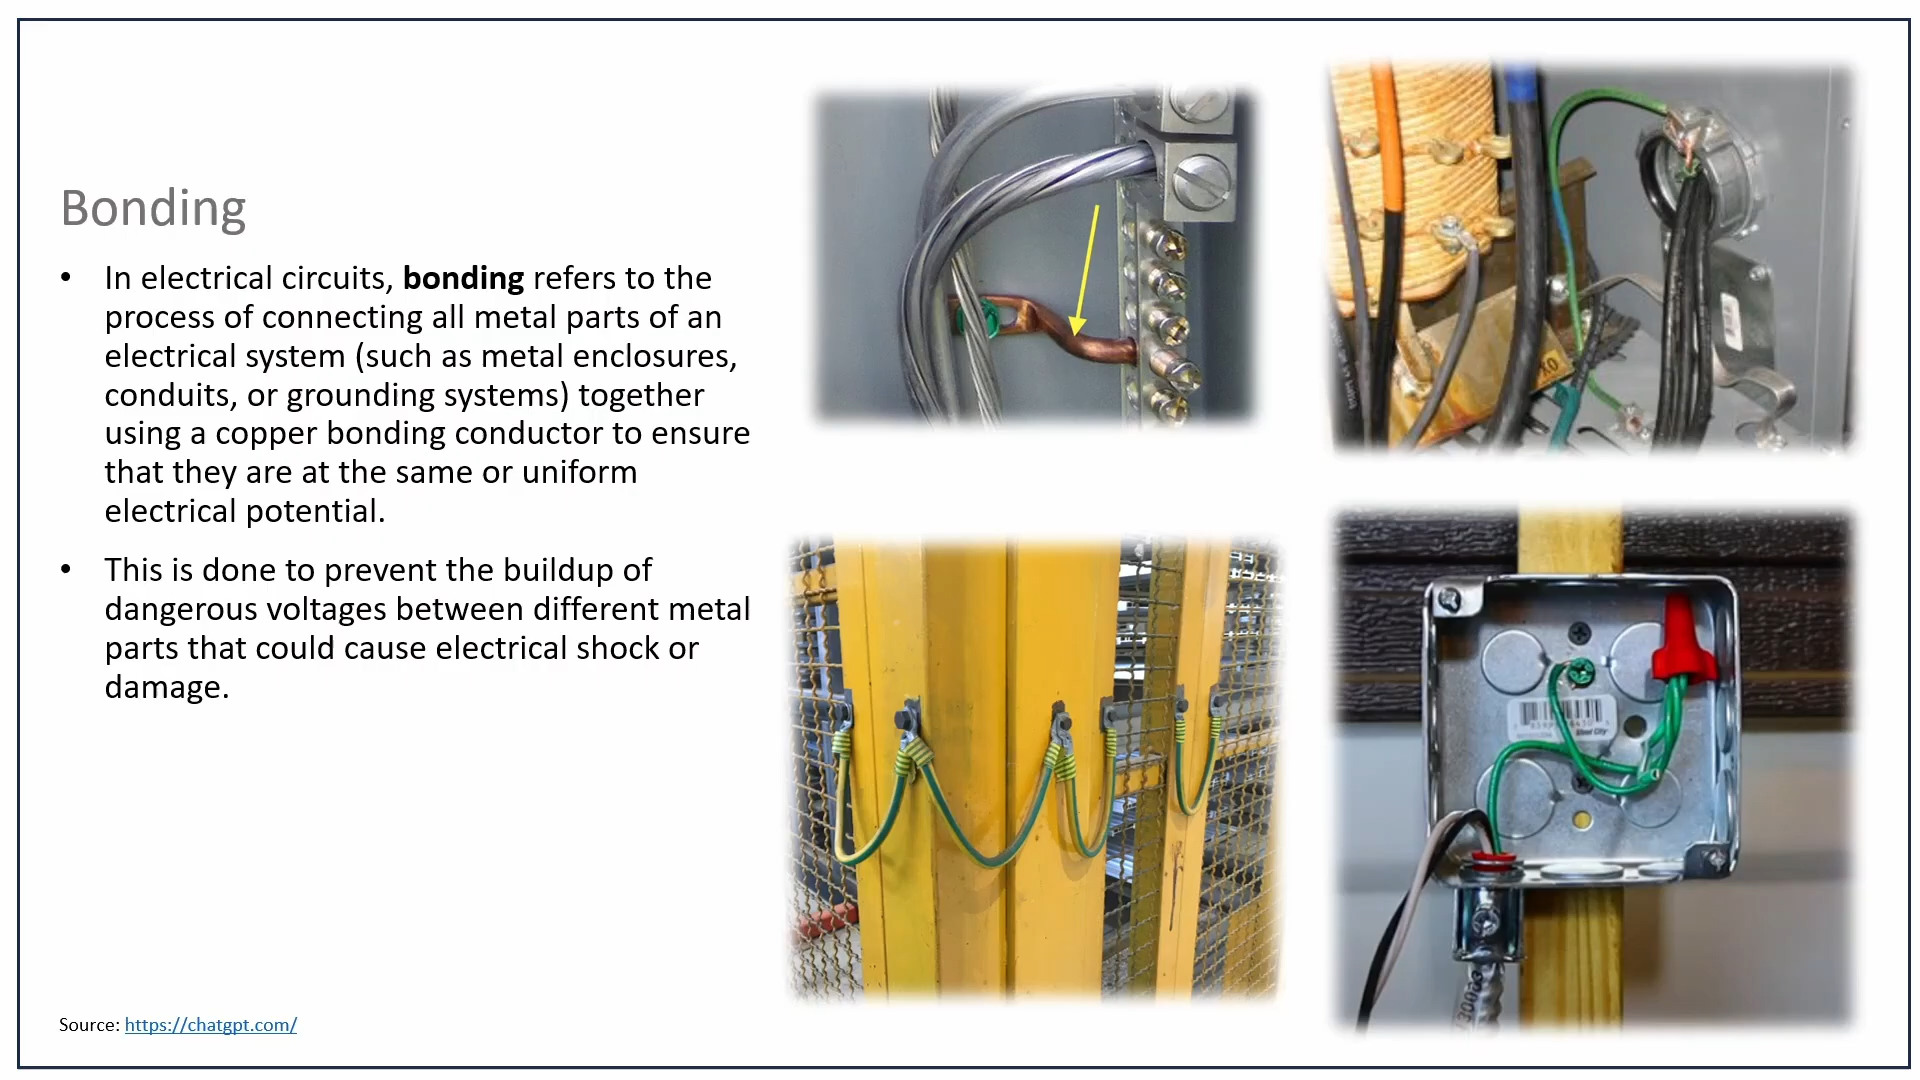 Bonding
• In electrical circuits, bonding refers to the
process of connecting all metal parts of an
electrical system (such as metal enclosures,
conduits, or grounding systems) together
using a copper bonding conductor to ensure
that they are at the same or uniform
electrical potential.
• This is done to prevent the buildup of
dangerous voltages between different metal
parts that could cause electrical shock or
damage.
Source: https://chatgpt.com/
XO
Steel City